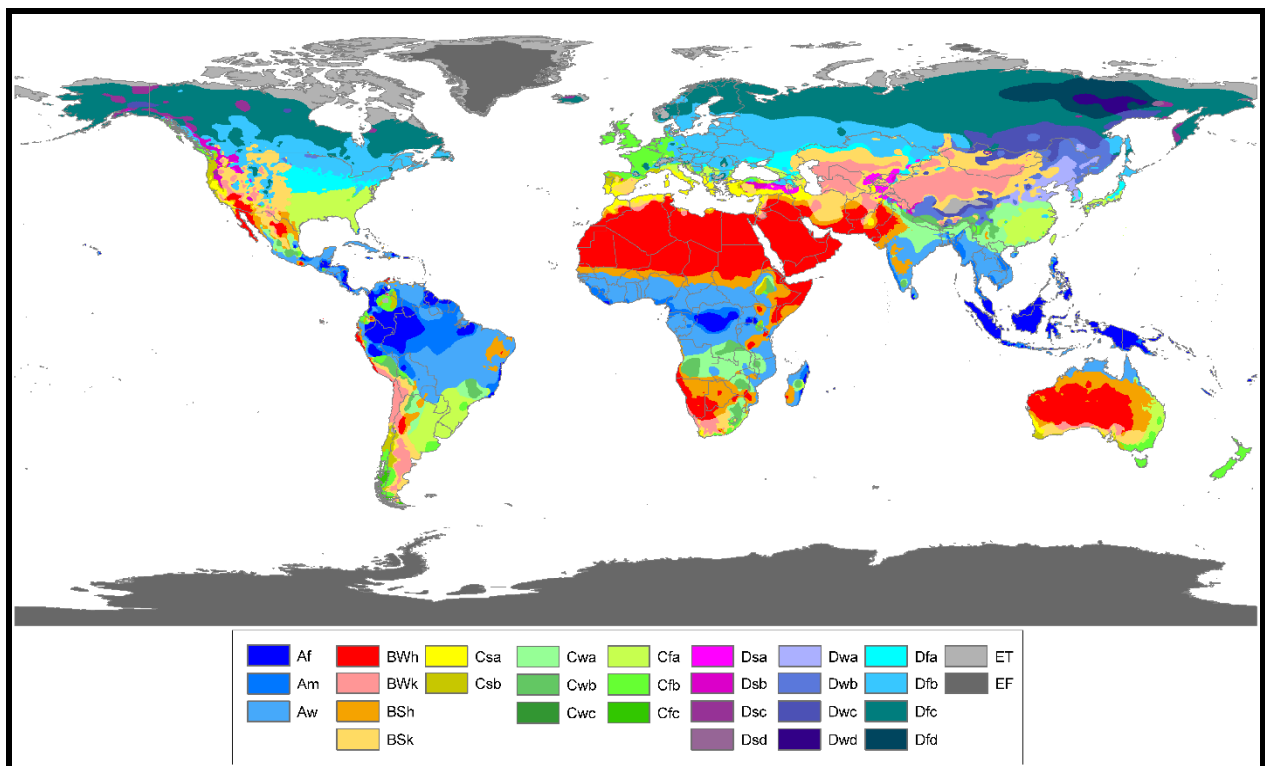 Af BWh Csa Cwa Cfa Dsa Dwa Dfa ET
Am BWk Csb Cwb Cfb Dsb Dwb Dfb EF
Aw BSh Cwc Cfc Dsc Dwc Dfc
BSk Dsd Dwd Dfd